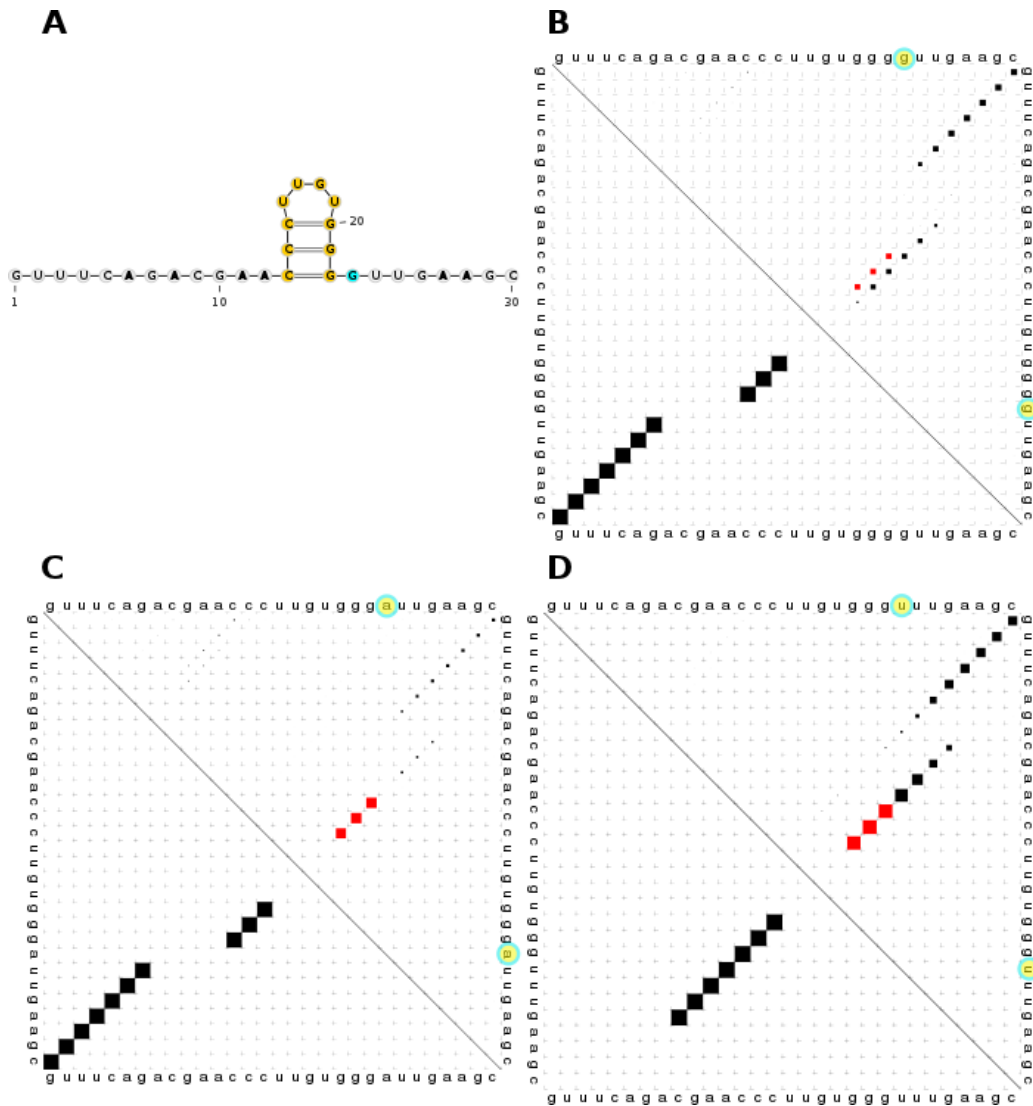 A
U G
U U
C G 20
C G
G U U U C A G A C G A A C G G U U G A A G C
1 10 30
B
g u u u c a g a c g a a c c c u u g u g g g g u u g a a g c
g u u u c a g a c g a a c c c u u g u g g g g u u g a a g c
g u u u c a g a c g a a c c c u u g u g g g g u u g a a g c
g u u u c a g a c g a a c c c u u g u g g g g u u g a a g c
C
g u u u c a g a c g a a c c c u u g u g g g a u u g a a g c
g u u u c a g a c g a a c c c u u g u g g g a u u g a a g c
g u u u c a g a c g a a c c c u u g u g g g a u u g a a g c
g u u u c a g a c g a a c c c u u g u g g g a u u g a a g c
D
g u u u c a g a c g a a c c c u u g u g g g u u u g a a g c
g u u u c a g a c g a a c c c u u g u g g g u u u g a a g c
g u u u c a g a c g a a c c c u u g u g g g u u u g a a g c
g u u u c a g a c g a a c c c u u g u g g g u u u g a a g c